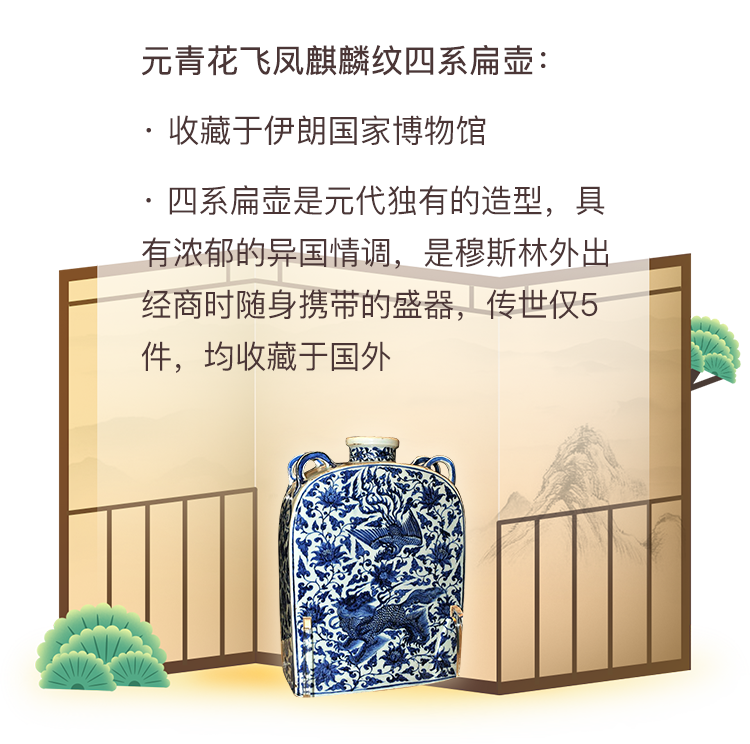 元青花飞凤麒麟纹四系扁壶：
· 收藏于伊朗国家博物馆
· 四系扁壶是元代独有的造型，具
有浓郁的异国情调，是穆斯林外出
经商时随身携带的盛器，传世仅5
件，均收藏于国外